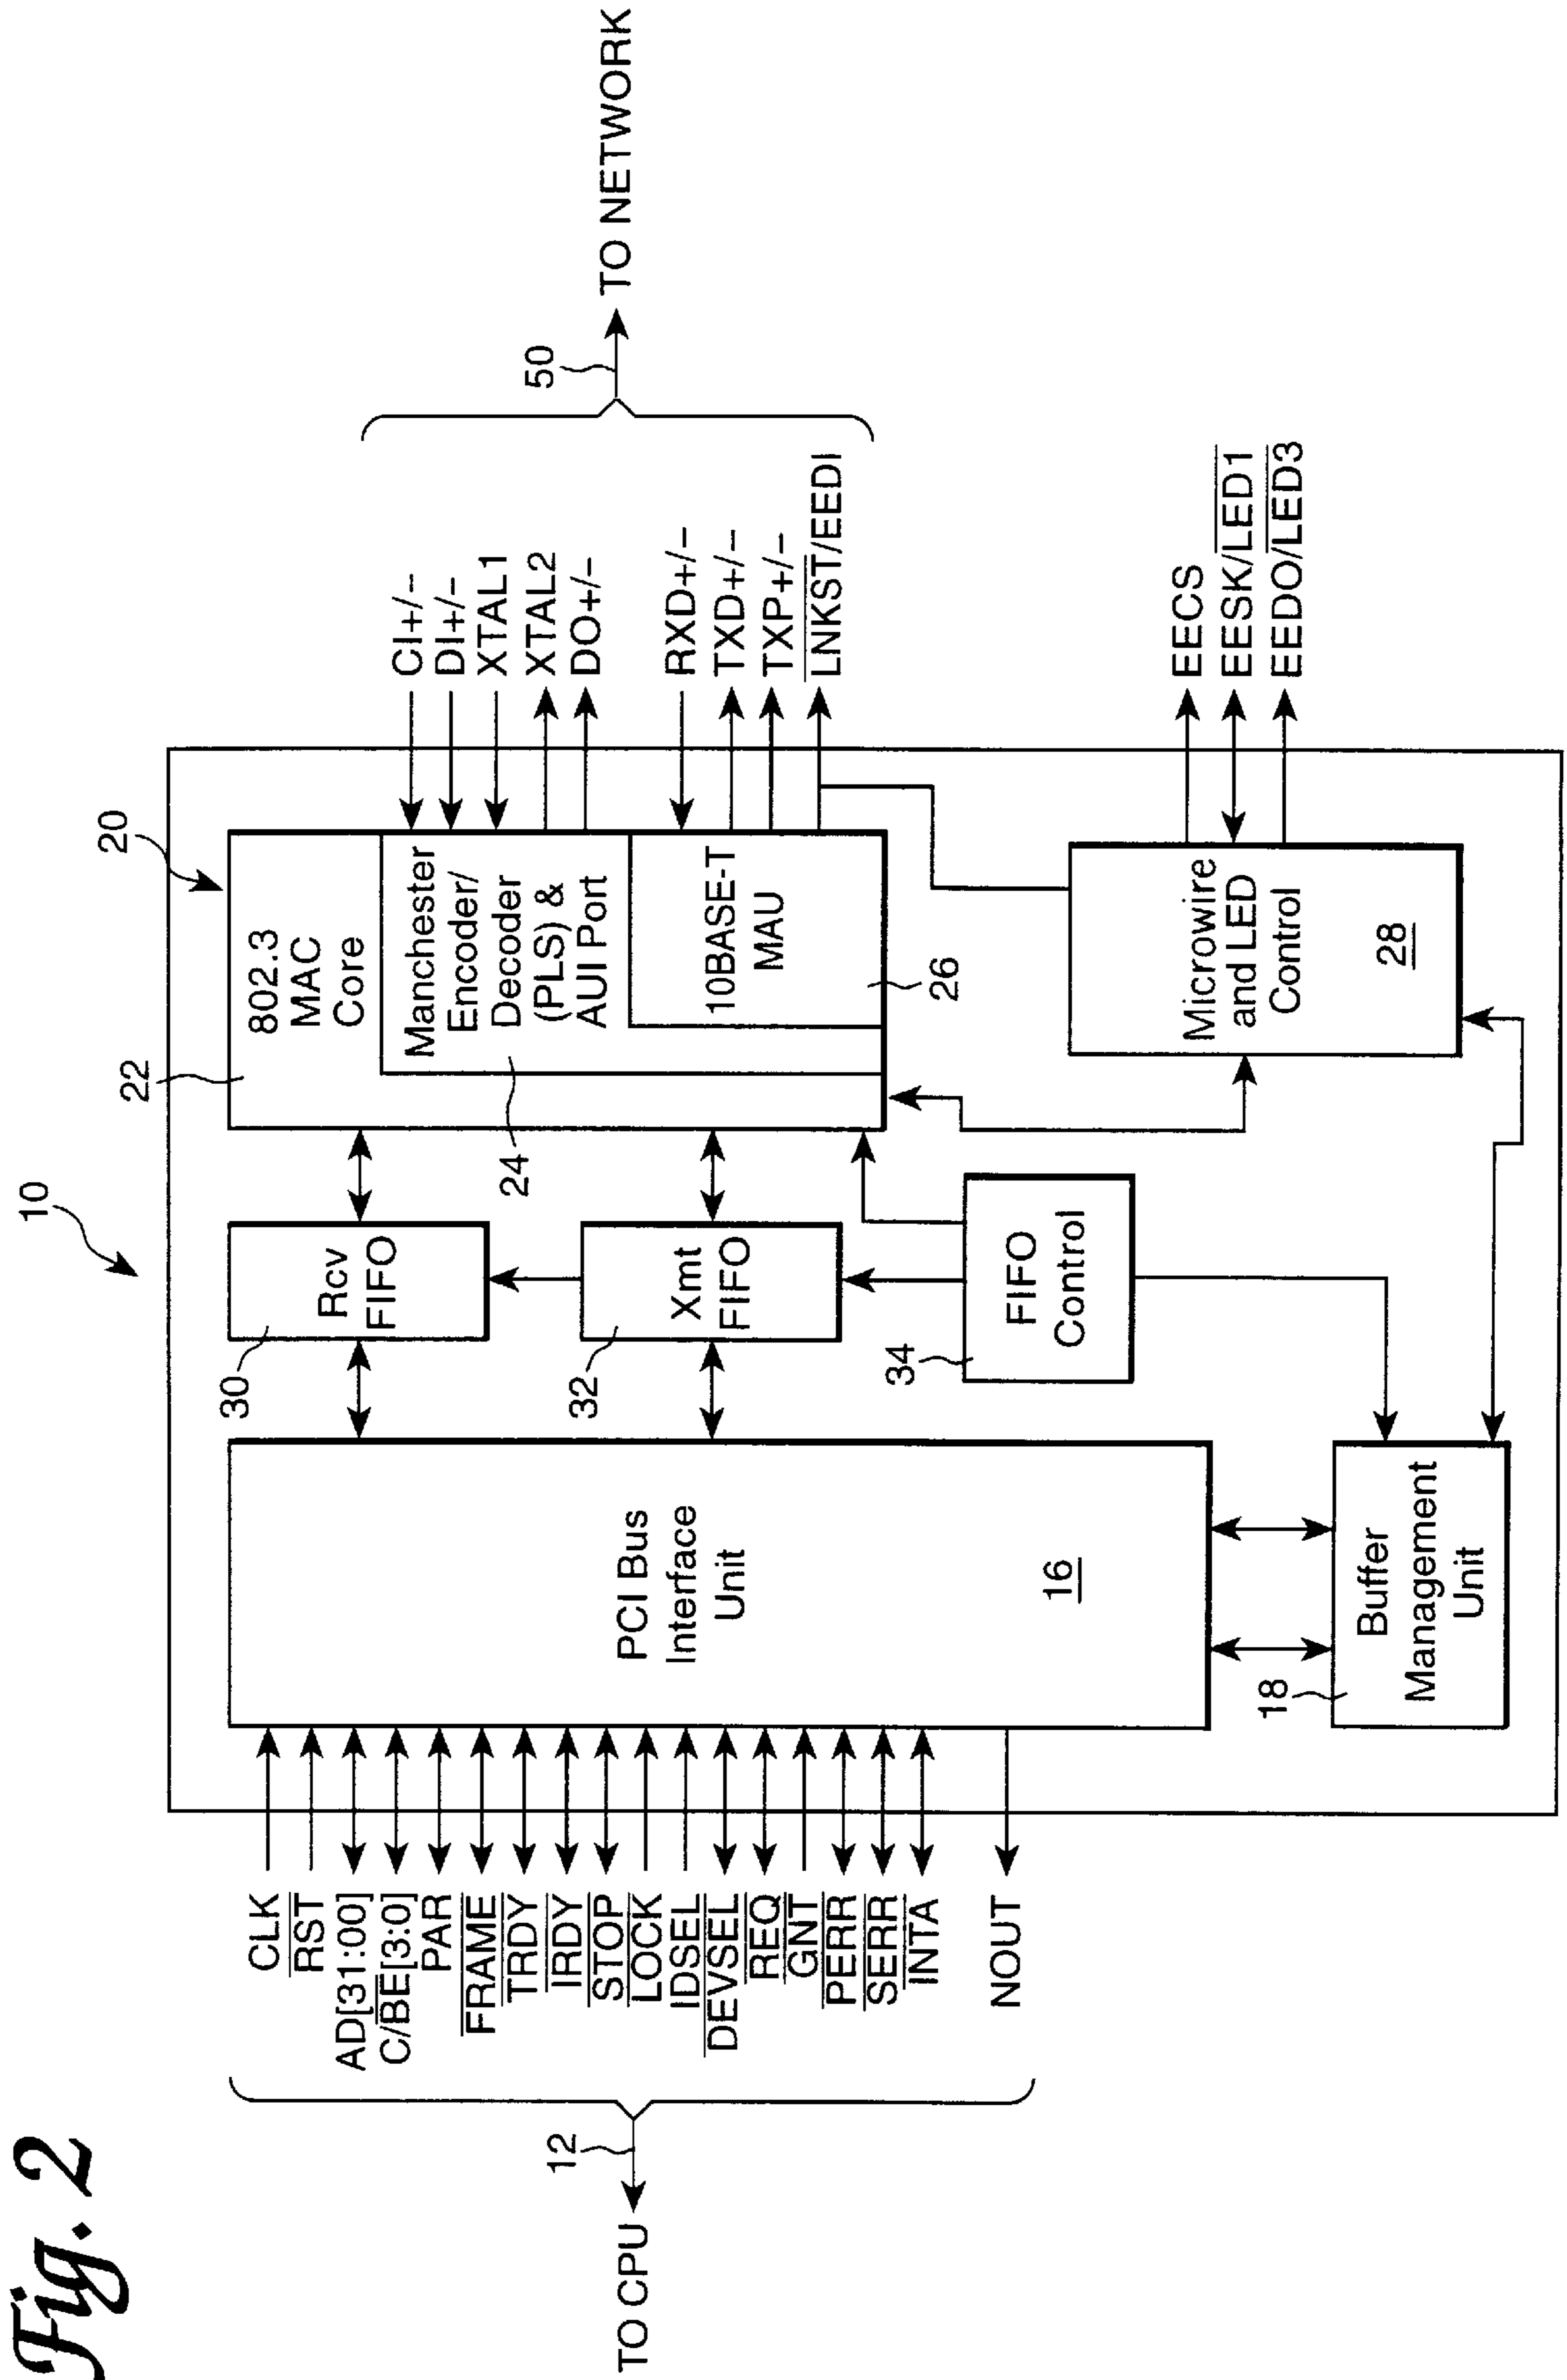 Fig. 2
10
20
TO CPU
12
CLK
RST
AD[31:00]
C/BE[3:0]
PAR
FRAME
TRDY
IRDY
STOP
LOCK
IDSEL
DEVSEL
REQ
GNT
PERR
SERR
INTA
NOUT
PCI Bus
Interface
Unit
16
18
Buffer
Management
Unit
30
Rcv
FIFO
32
Xmt
FIFO
34
FIFO
Control
22
802.3
MAC
Core
24
Manchester
Encoder/
Decoder
(PLS) &
AUI Port
10BASE-T
MAU
26
Microwire
and LED
Control
28
CI+/-
DI+/-
XTAL1
XTAL2
DO+/-
RXD+/-
TXD+/-
TXP+/-
LNKST/EEDI
EECS
EESK/LED1
EEDO/LED3
50
TO NETWORK